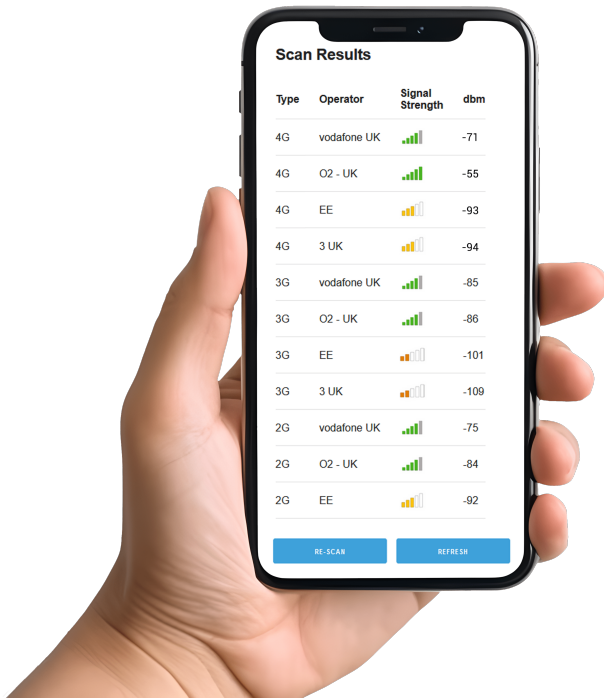 Scan Results
Type Operator Signal Strength dbm
4G vodafone UK -71
4G O2 - UK -55
4G EE -93
4G 3 UK -94
3G vodafone UK -85
3G O2 - UK -86
3G EE -101
3G 3 UK -109
2G vodafone UK -75
2G O2 - UK -84
2G EE -92
RE-SCAN REFRESH